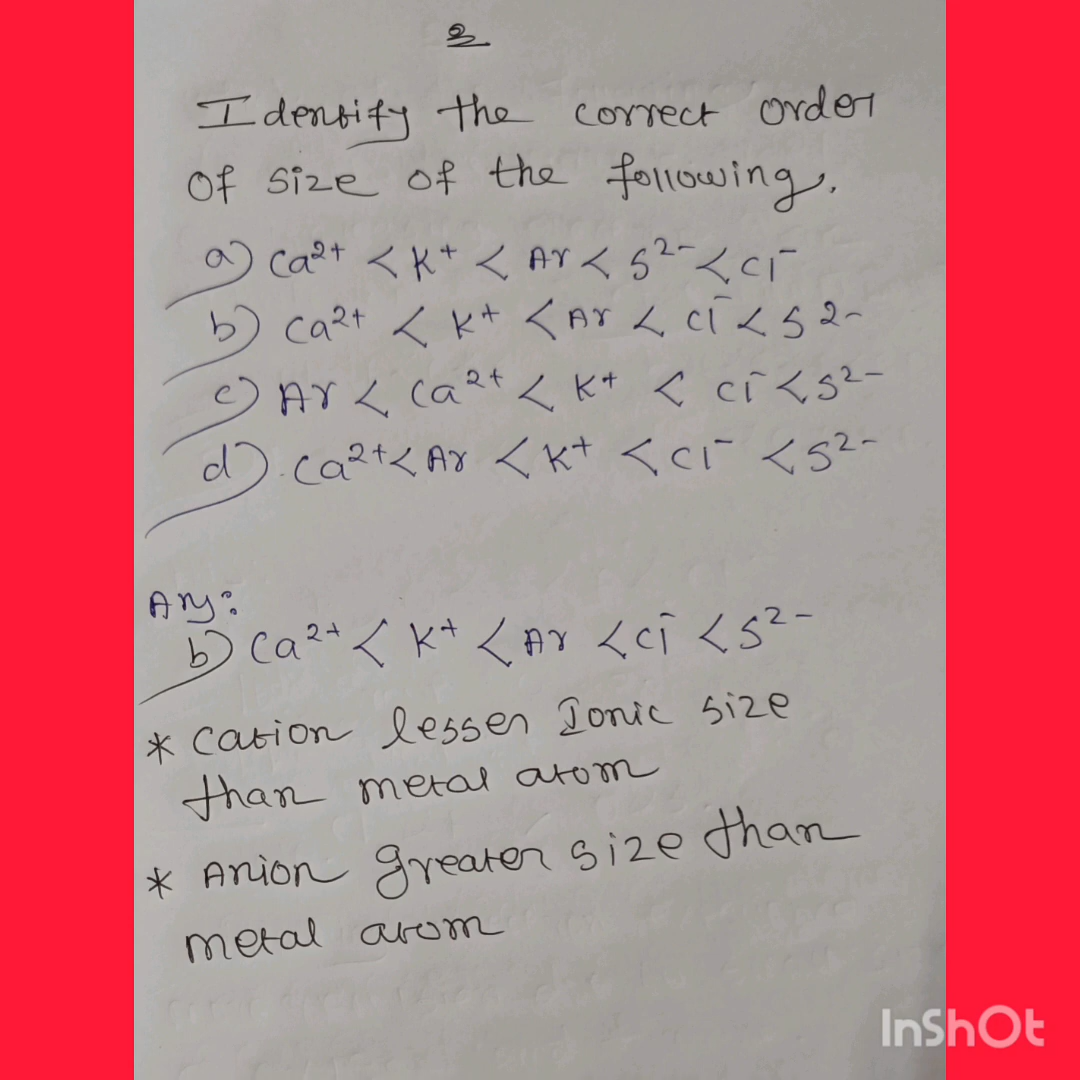 2
Identify the correct order
of size of the following.
a) Ca²⁺ < K⁺ < Ar < S²⁻ < Cl⁻
b) Ca²⁺ < K⁺ < Ar < Cl⁻ < S²⁻
c) Ar < Ca²⁺ < K⁺ < Cl⁻ < S²⁻
d) Ca²⁺ < Ar < K⁺ < Cl⁻ < S²⁻
Ans:
b) Ca²⁺ < K⁺ < Ar < Cl⁻ < S²⁻
* Cation lesser Ionic size
than metal atom
* Anion greater size than
metal atom
InShOt